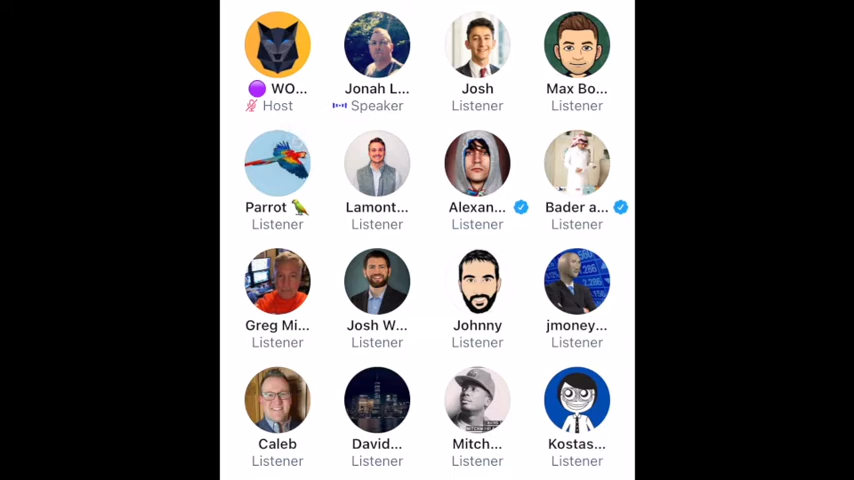 🟣 WO... Jonah L... Josh Max Bo...
Host Speaker Listener Listener
Parrot 🦜 Lamont... Alexan... Bader a...
Listener Listener Listener Listener
Greg Mi... Josh W... Johnny jmoney...
Listener Listener Listener Listener
Caleb David... Mitch... Kostas...
Listener Listener Listener Listener